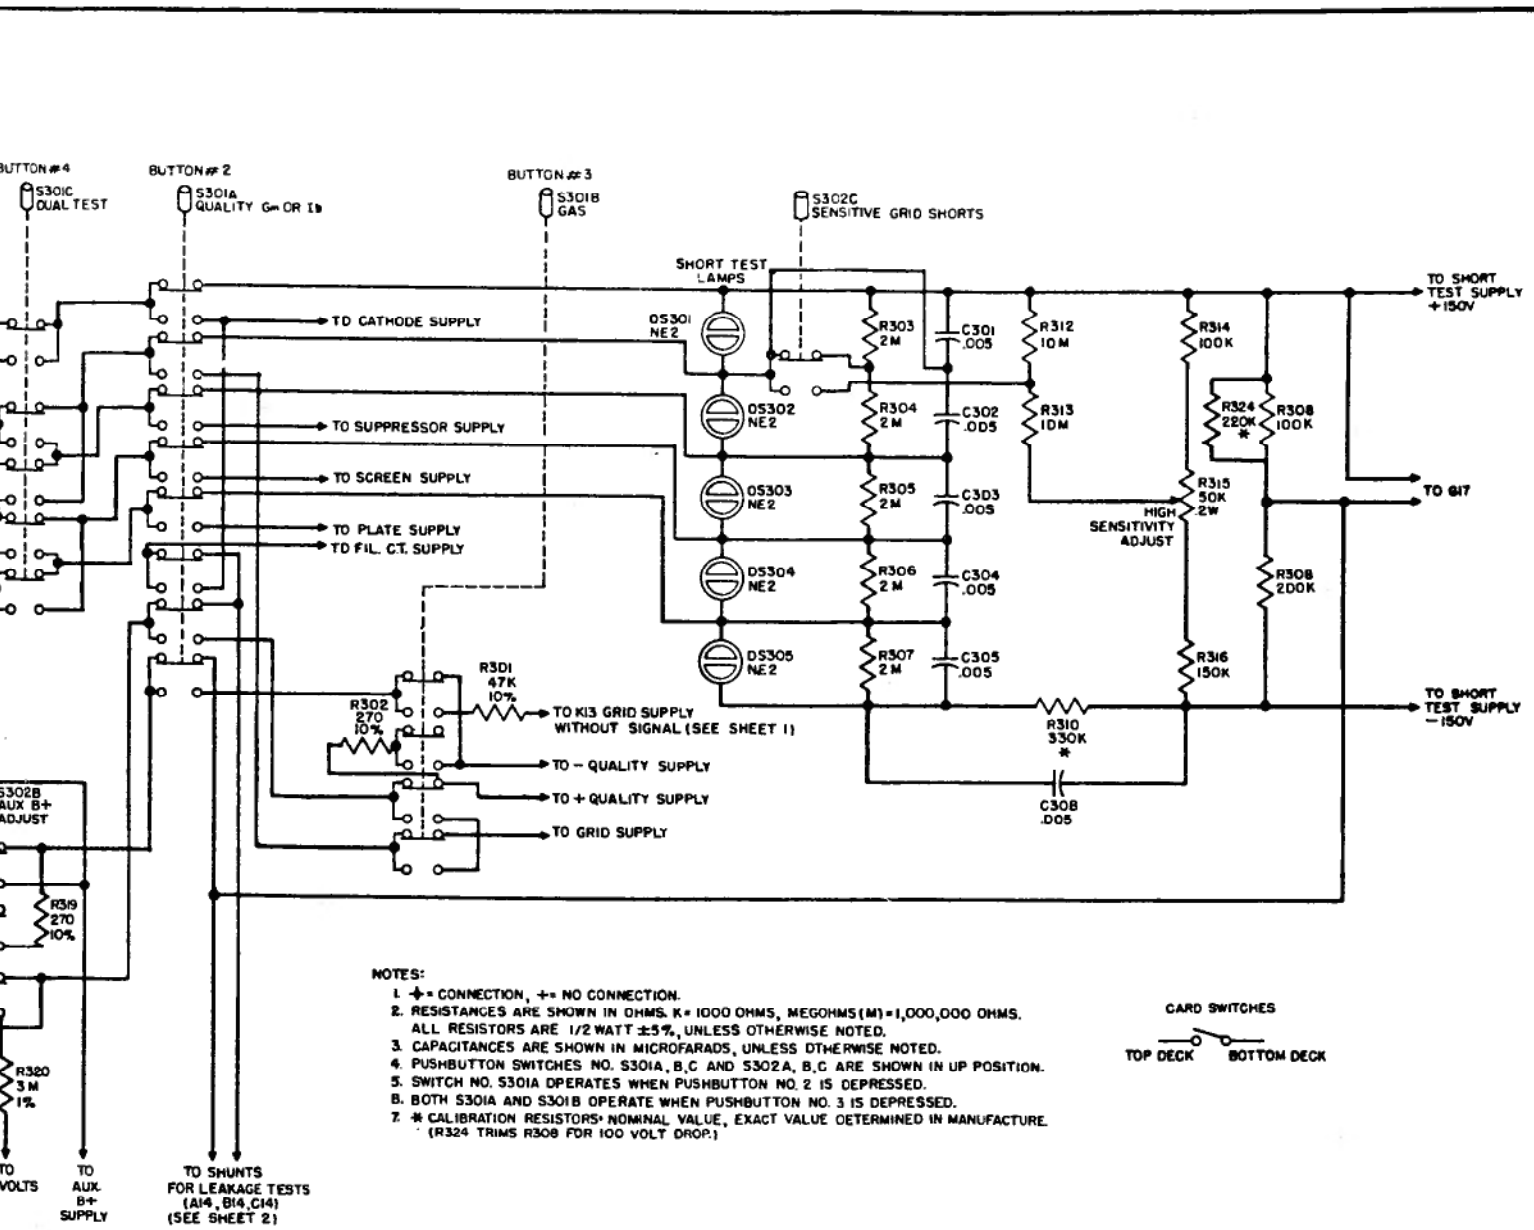 BUTTON #4
S301C
DUAL TEST
BUTTON #2
S301A
QUALITY Gm OR Ib
BUTTON #3
S301B
GAS
S302C
SENSITIVE GRID SHORTS
SHORT TEST
LAMPS
TO SHORT
TEST SUPPLY
+150V
TO CATHODE SUPPLY
DS301
NE2
R303
2M
C301
.005
R312
10M
R314
100K
DS302
NE2
R304
2M
C302
.005
R313
10M
R324
220K
*
R308
100K
TO SUPPRESSOR SUPPLY
TO SCREEN SUPPLY
DS303
NE2
R305
2M
C303
.005
R315
50K
.2W
HIGH
SENSITIVITY
ADJUST
TO G17
TO PLATE SUPPLY
TO FIL. C.T. SUPPLY
DS304
NE2
R306
2M
C304
.005
R308
200K
DS305
NE2
R307
2M
C305
.005
R316
150K
R301
47K
10%
R302
270
10%
TO K13 GRID SUPPLY
WITHOUT SIGNAL (SEE SHEET 1)
R310
330K
*
TO SHORT
TEST SUPPLY
-150V
TO - QUALITY SUPPLY
TO + QUALITY SUPPLY
C308
.005
TO GRID SUPPLY
S302B
AUX B+
ADJUST
R319
270
10%
R320
3 M
1%
TO
VOLTS
TO
AUX.
B+
SUPPLY
TO SHUNTS
FOR LEAKAGE TESTS
(A14, B14, C14)
(SEE SHEET 2)
NOTES:
1. += CONNECTION, += NO CONNECTION.
2. RESISTANCES ARE SHOWN IN OHMS. K= 1000 OHMS, MEGOHMS(M)=1,000,000 OHMS.
ALL RESISTORS ARE 1/2 WATT ±5%, UNLESS OTHERWISE NOTED.
3. CAPACITANCES ARE SHOWN IN MICROFARADS, UNLESS OTHERWISE NOTED.
4. PUSHBUTTON SWITCHES NO. S301A, B,C AND S302A, B,C ARE SHOWN IN UP POSITION.
5. SWITCH NO. S301A OPERATES WHEN PUSHBUTTON NO. 2 IS DEPRESSED.
6. BOTH S301A AND S301B OPERATE WHEN PUSHBUTTON NO. 3 IS DEPRESSED.
7. * CALIBRATION RESISTORS· NOMINAL VALUE, EXACT VALUE DETERMINED IN MANUFACTURE.
(R324 TRIMS R308 FOR 100 VOLT DROP.)
CARD SWITCHES
TOP DECK
BOTTOM DECK